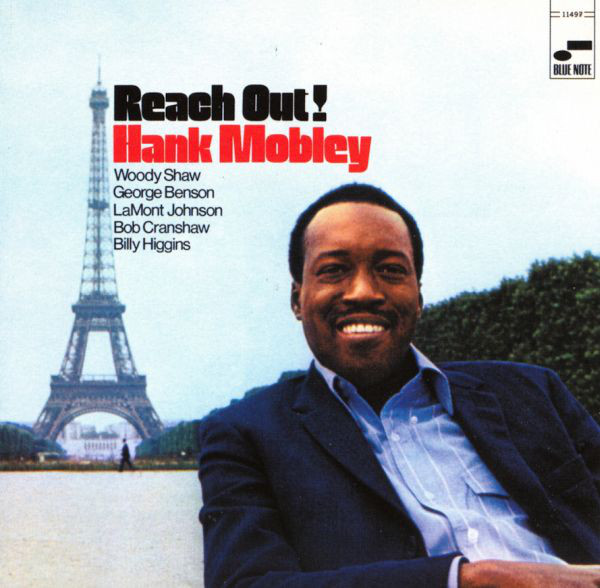 11497
BLUE NOTE
Reach Out!
Hank Mobley
Woody Shaw
George Benson
LaMont Johnson
Bob Cranshaw
Billy Higgins